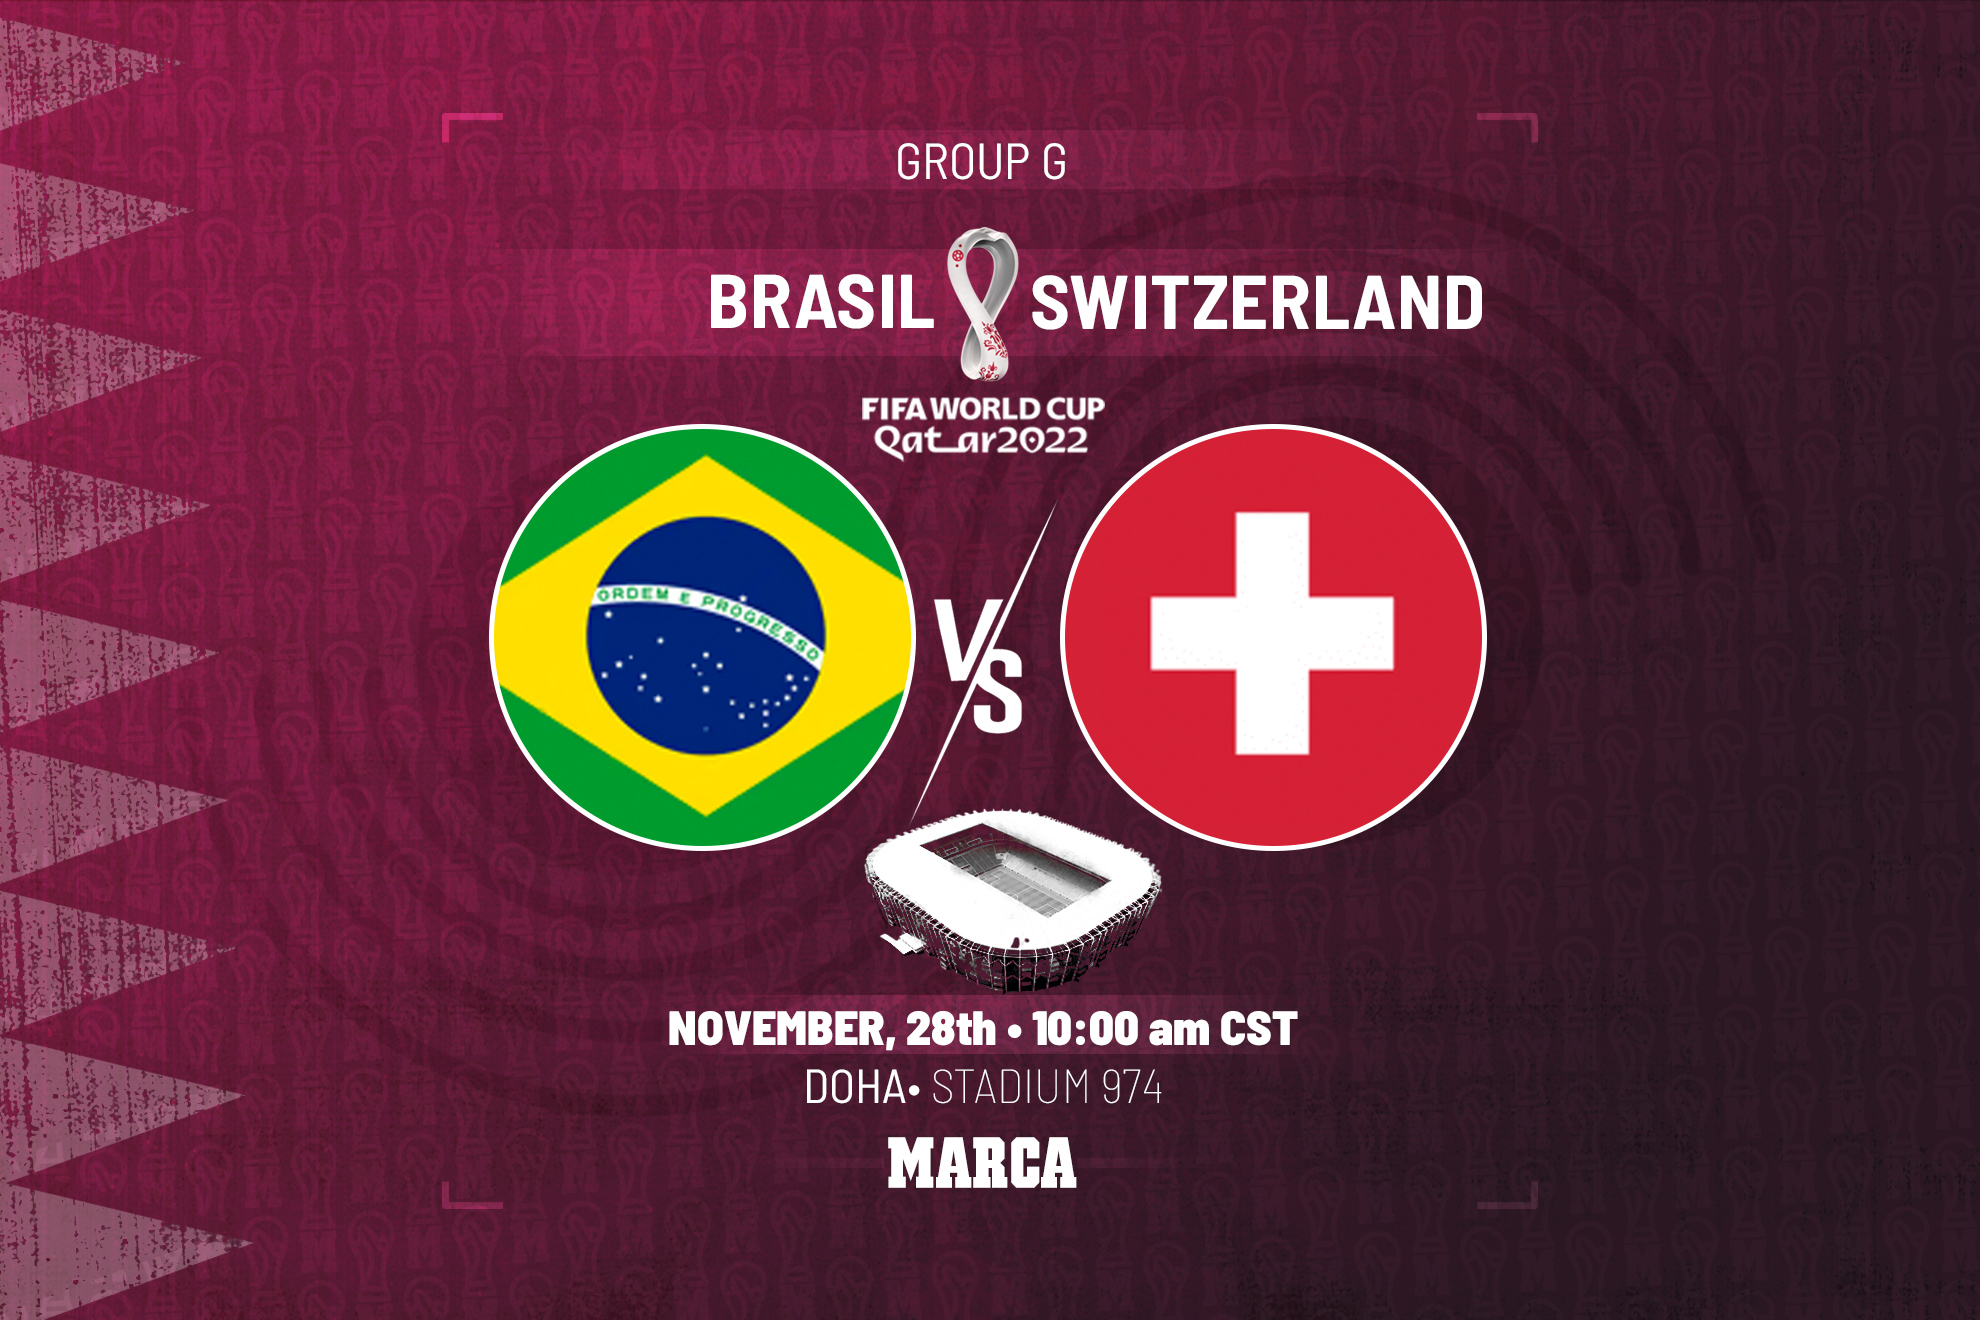 GROUP G
BRASIL SWITZERLAND
FIFA WORLD CUP
Qatar2022
ORDEM E PROGRESSO
VS
NOVEMBER, 28th • 10:00 am CST
DOHA• STADIUM 974
MARCA